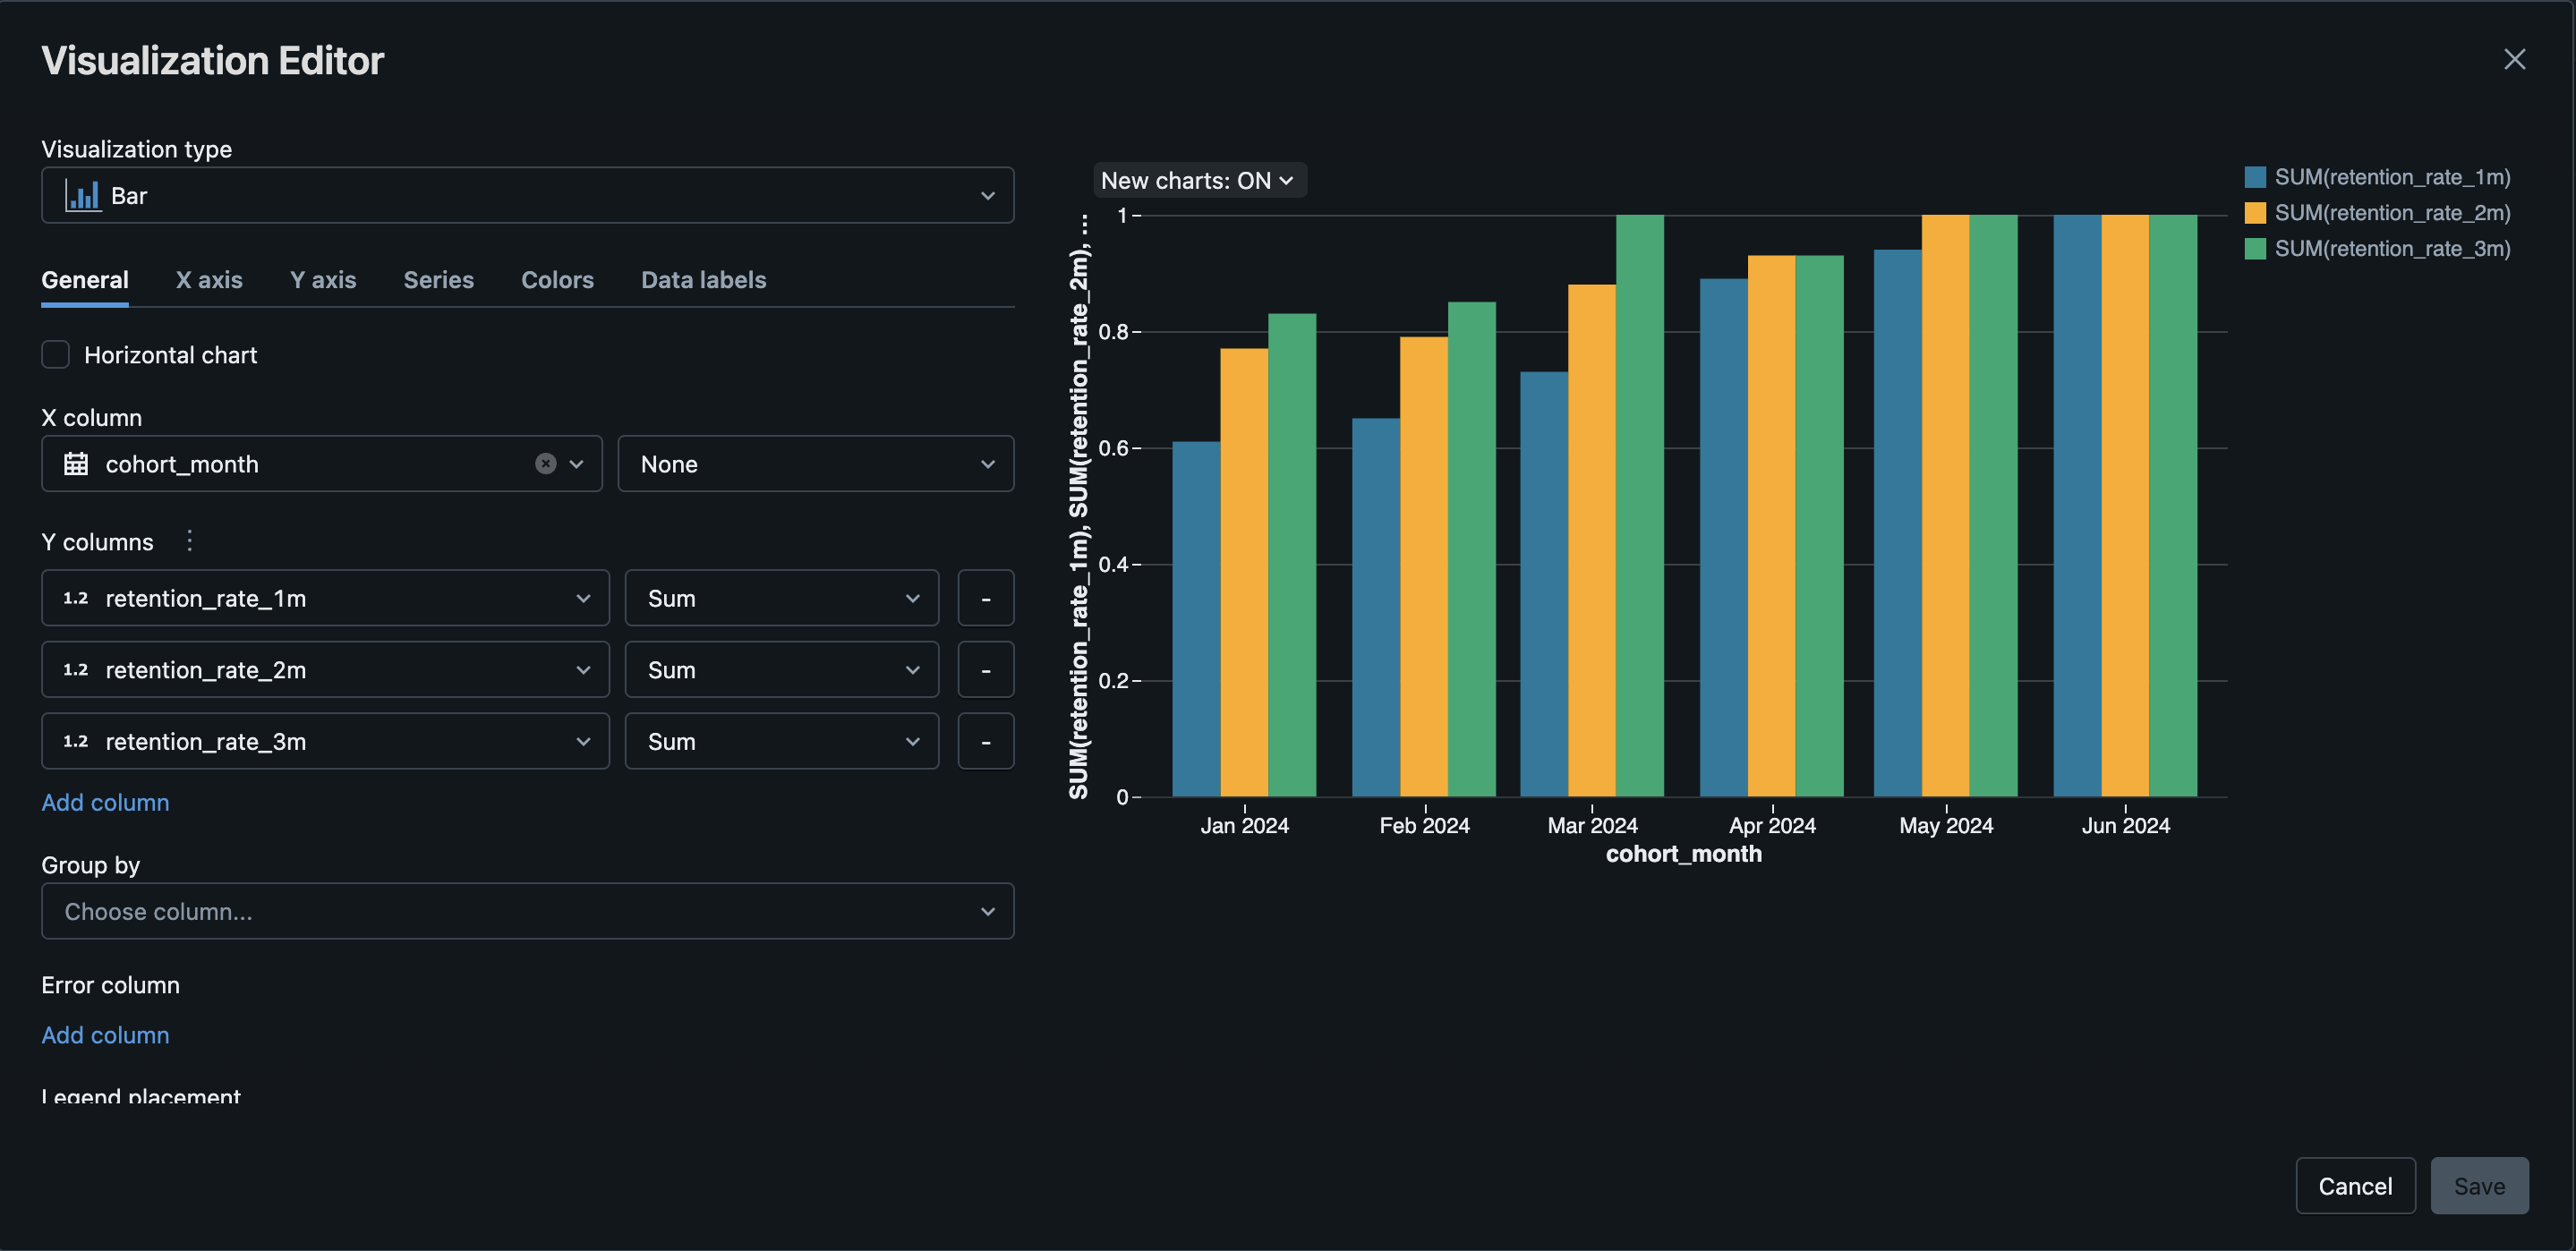 Visualization Editor
Visualization type
Bar
General X axis Y axis Series Colors Data labels
Horizontal chart
X column
cohort_month None
Y columns
1.2 retention_rate_1m Sum -
1.2 retention_rate_2m Sum -
1.2 retention_rate_3m Sum -
Add column
Group by
Choose column...
Error column
Add column
Legend placement
New charts: ON
SUM(retention_rate_1m), SUM(retention_rate_2m), ...
1
0.8
0.6
0.4
0.2
0
Jan 2024 Feb 2024 Mar 2024 Apr 2024 May 2024 Jun 2024
cohort_month
SUM(retention_rate_1m)
SUM(retention_rate_2m)
SUM(retention_rate_3m)
Cancel Save